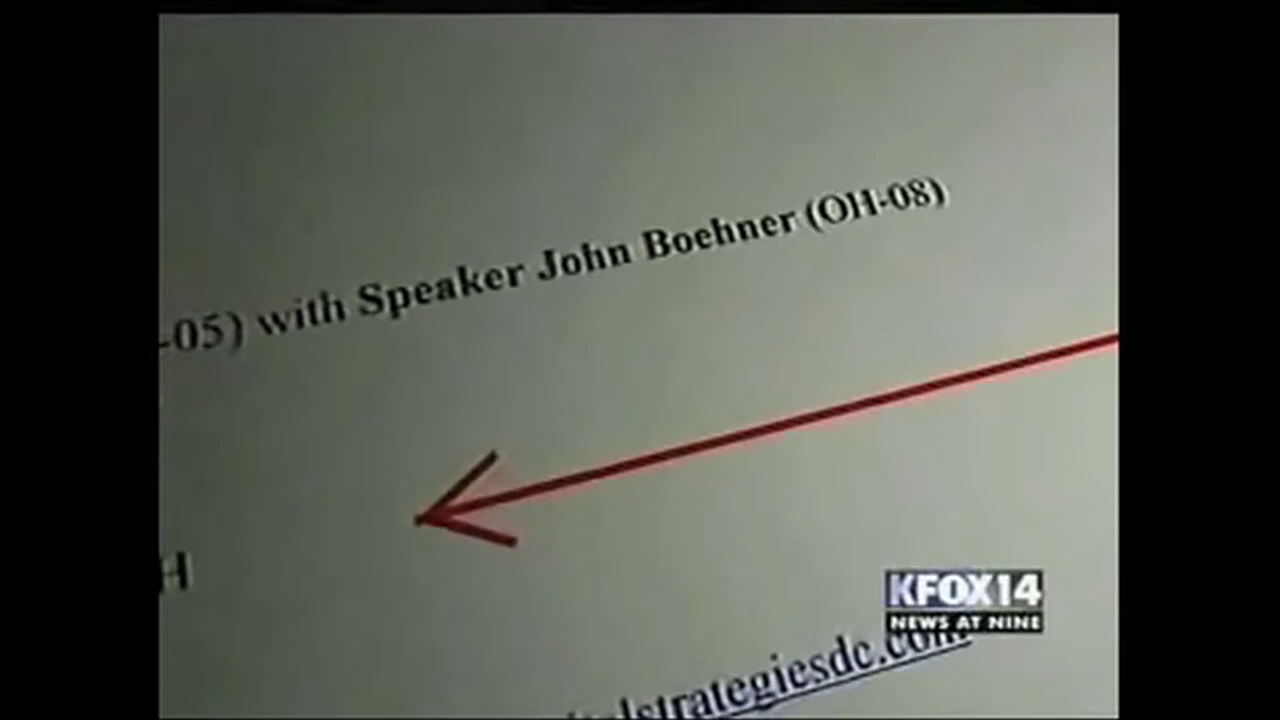 -05) with Speaker John Boehner (OH-08)
H
KFOX14
NEWS AT NINE